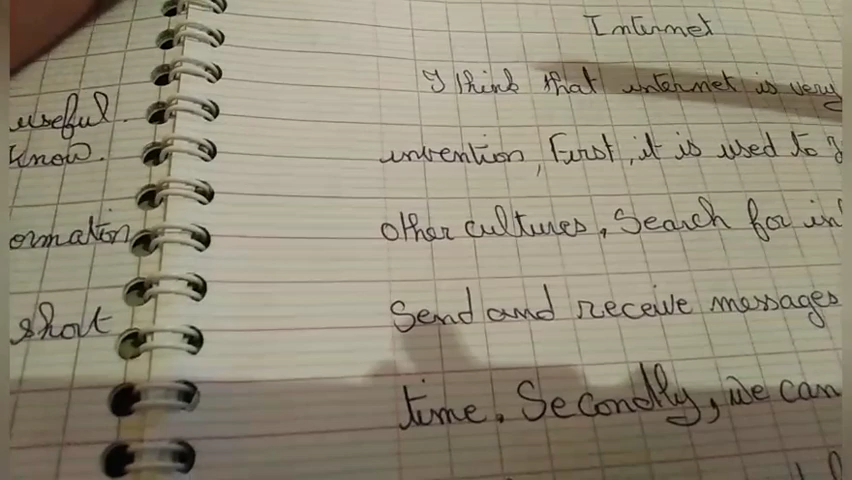 Internet
I think that internet is very
useful.
invention, First, it is used to
Know.
other cultures, Search for in
ormation
Send and receive messages
shot
time. Secondly, we can